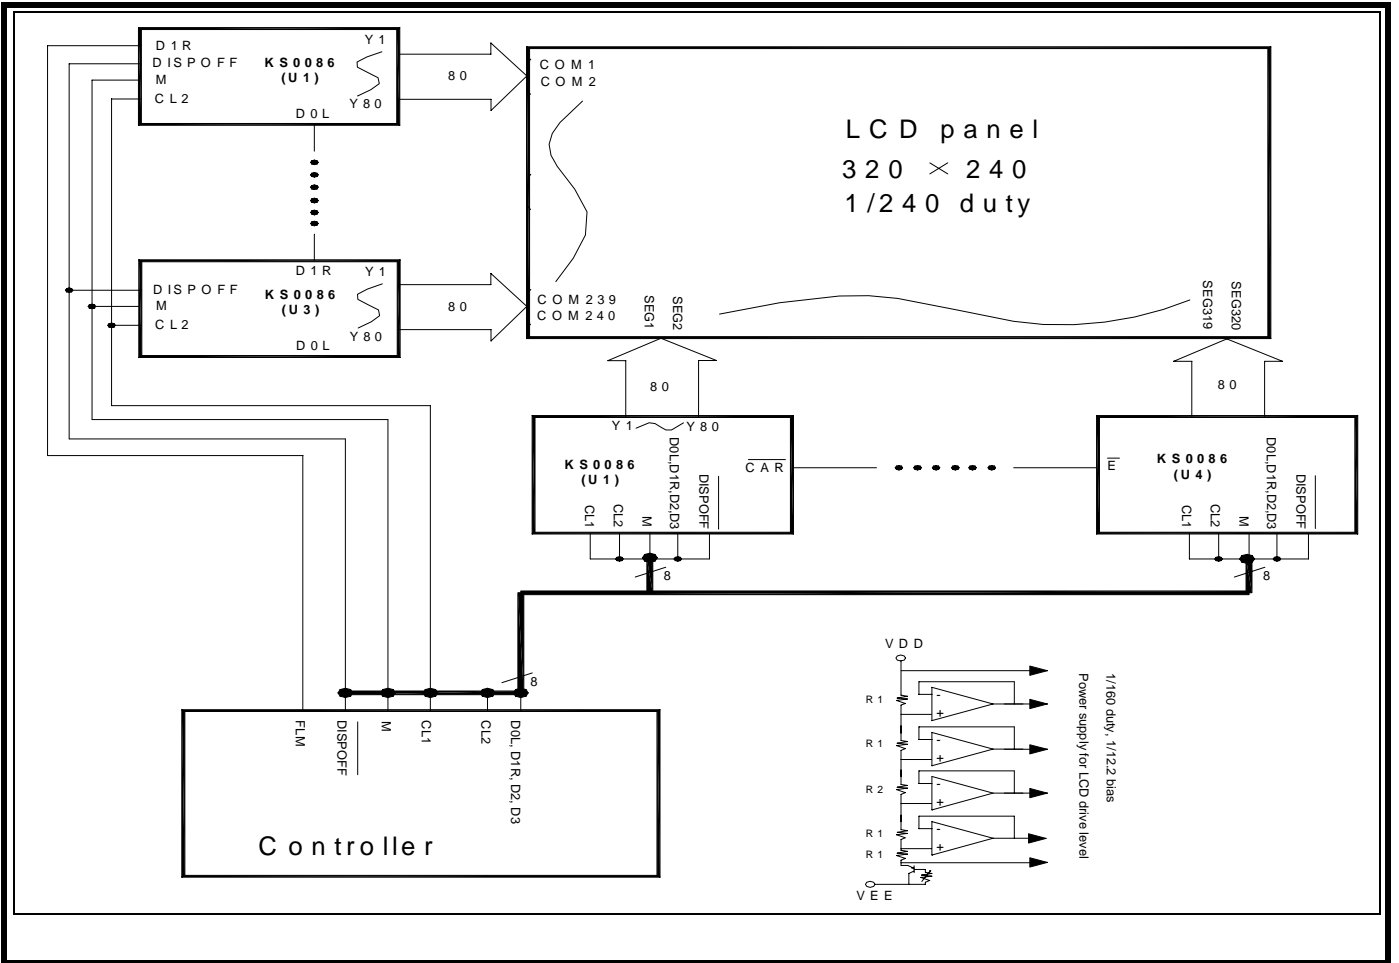 D1R
DISPOFF
M
CL2
KS0086
(U1)
Y1
Y80
D0L
80
COM1
COM2
LCD panel
320 × 240
1/240 duty
D1R
Y1
DISPOFF
M
CL2
KS0086
(U3)
Y80
D0L
80
COM239
COM240
SEG1
SEG2
SEG319
SEG320
80
80
Y1
Y80
KS0086
(U1)
CAR
CL1
CL2
M
D0L,D1R,D2,D3
DISPOFF
8
E
KS0086
(U4)
CL1
CL2
M
D0L,D1R,D2,D3
DISPOFF
8
8
FLM
DISPOFF
M
CL1
CL2
D0L, D1R, D2, D3
Controller
VDD
R1
-
+
R1
-
+
R2
-
+
R1
-
+
R1
VEE
1/160 duty, 1/12.2 bias
Power supply for LCD drive level